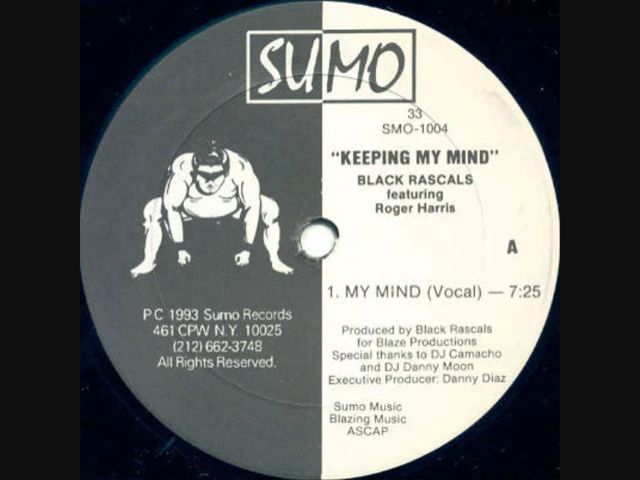 SUMO
33
SMO-1004
"KEEPING MY MIND"
BLACK RASCALS
featuring
Roger Harris
A
1. MY MIND (Vocal) — 7:25
P C 1993 Sumo Records
461 CPW N.Y. 10025
(212) 662-3748
All Rights Reserved.
Produced by Black Rascals
for Blaze Productions
Special thanks to DJ Camacho
and DJ Danny Moon
Executive Producer: Danny Diaz
Sumo Music
Blazing Music
ASCAP